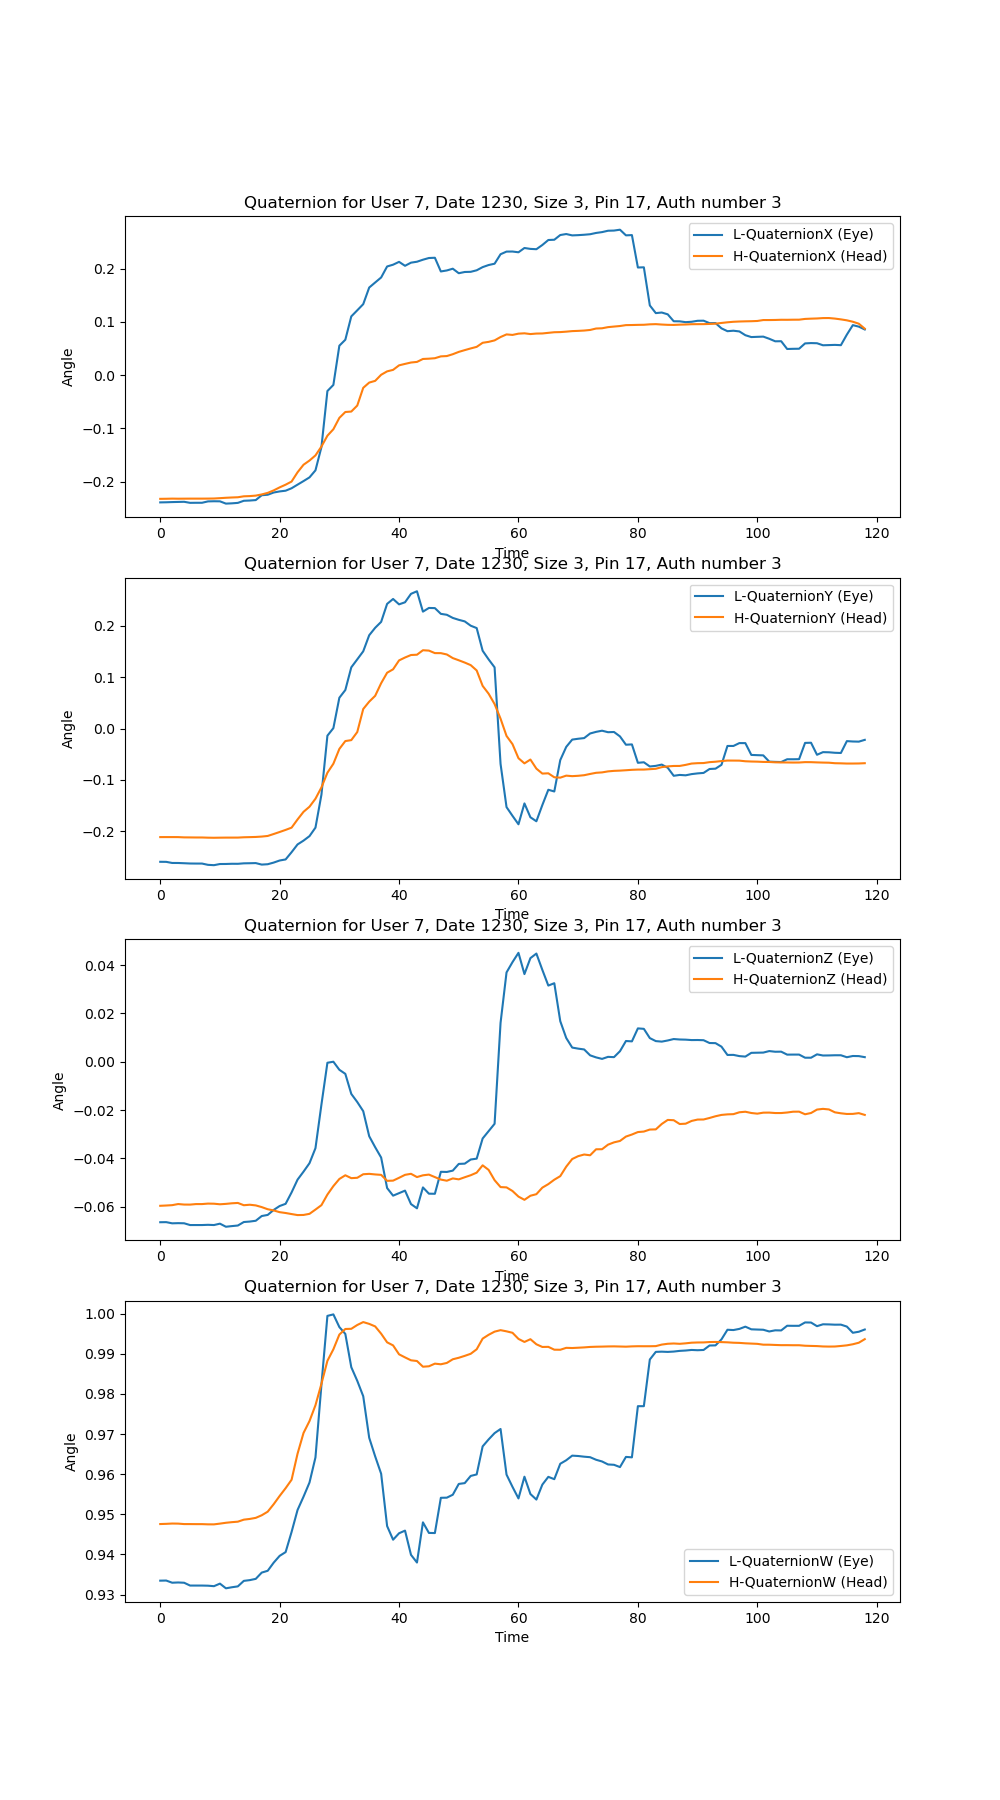 Quaternion for User 7, Date 1230, Size 3, Pin 17, Auth number 3
L-QuaternionX (Eye)
H-QuaternionX (Head)
0.2
0.1
0.0
−0.1
−0.2
Angle
0 20 40 60 80 100 120
Time
Quaternion for User 7, Date 1230, Size 3, Pin 17, Auth number 3
L-QuaternionY (Eye)
H-QuaternionY (Head)
0.2
0.1
0.0
−0.1
−0.2
Angle
0 20 40 60 80 100 120
Time
Quaternion for User 7, Date 1230, Size 3, Pin 17, Auth number 3
L-QuaternionZ (Eye)
H-QuaternionZ (Head)
0.04
0.02
0.00
−0.02
−0.04
−0.06
Angle
0 20 40 60 80 100 120
Time
Quaternion for User 7, Date 1230, Size 3, Pin 17, Auth number 3
1.00
0.99
0.98
0.97
0.96
0.95
0.94
0.93
Angle
L-QuaternionW (Eye)
H-QuaternionW (Head)
0 20 40 60 80 100 120
Time